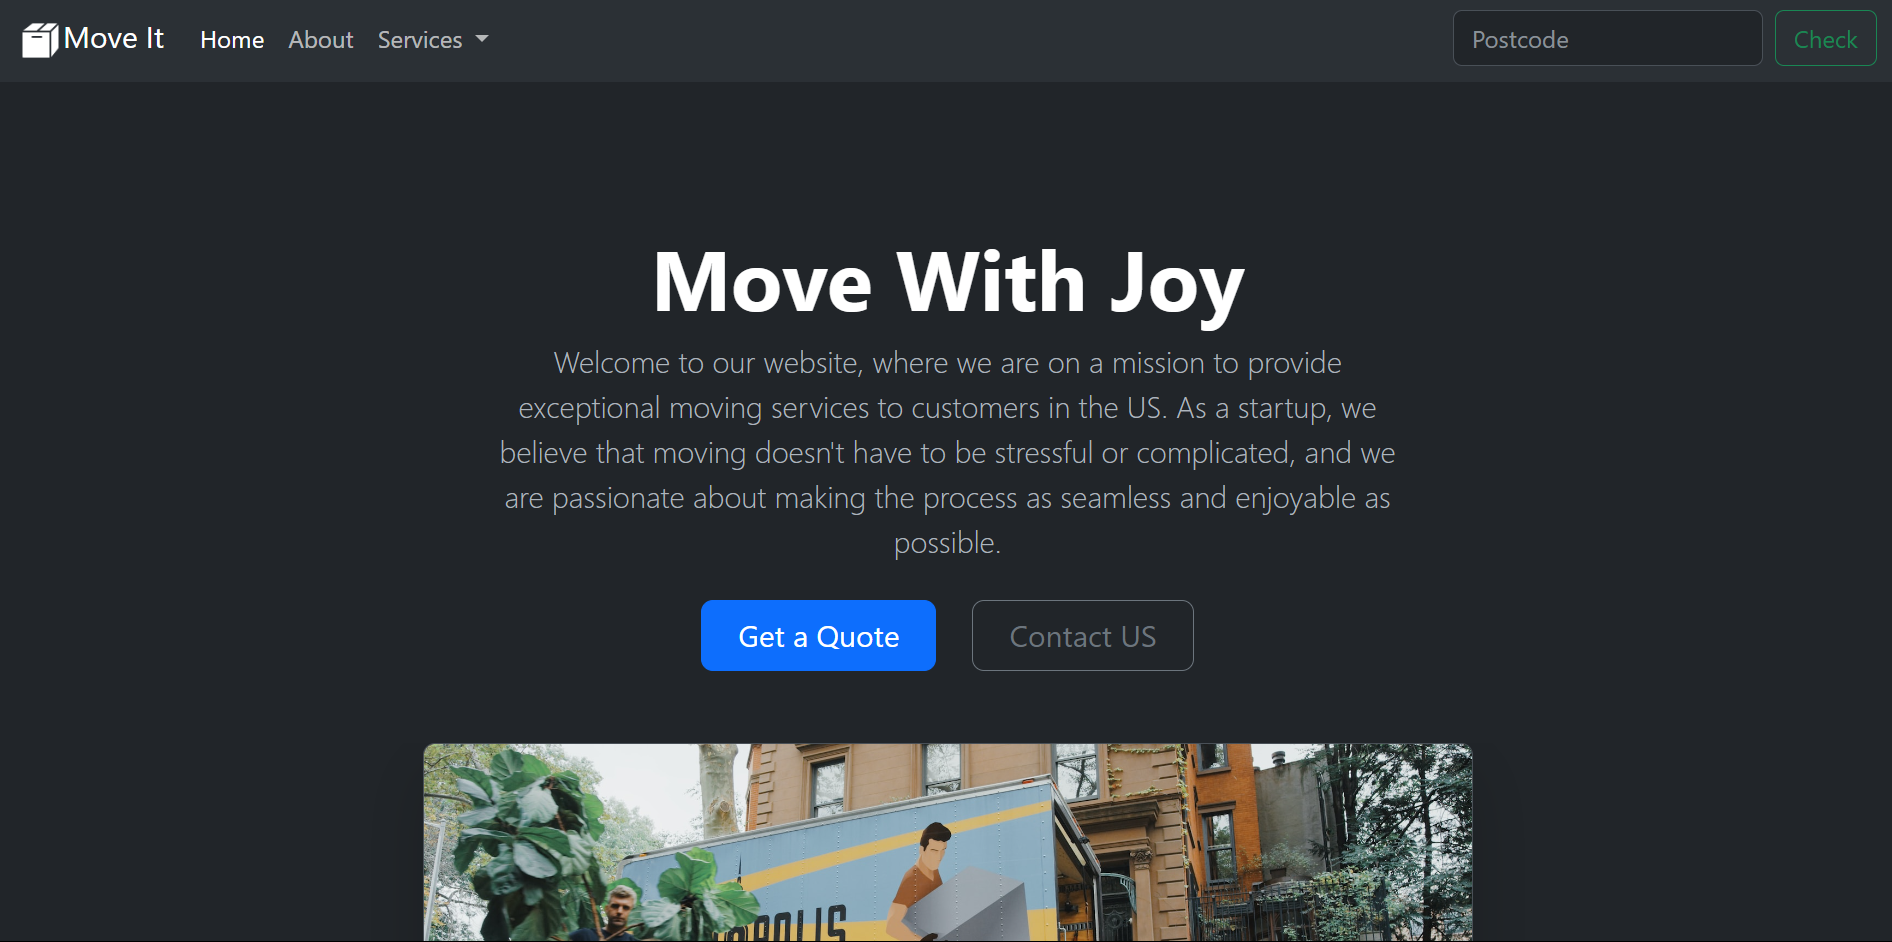 Move It
Home
About
Services
Postcode
Check
Move With Joy
Welcome to our website, where we are on a mission to provide
exceptional moving services to customers in the US. As a startup, we
believe that moving doesn't have to be stressful or complicated, and we
are passionate about making the process as seamless and enjoyable as
possible.
Get a Quote
Contact US